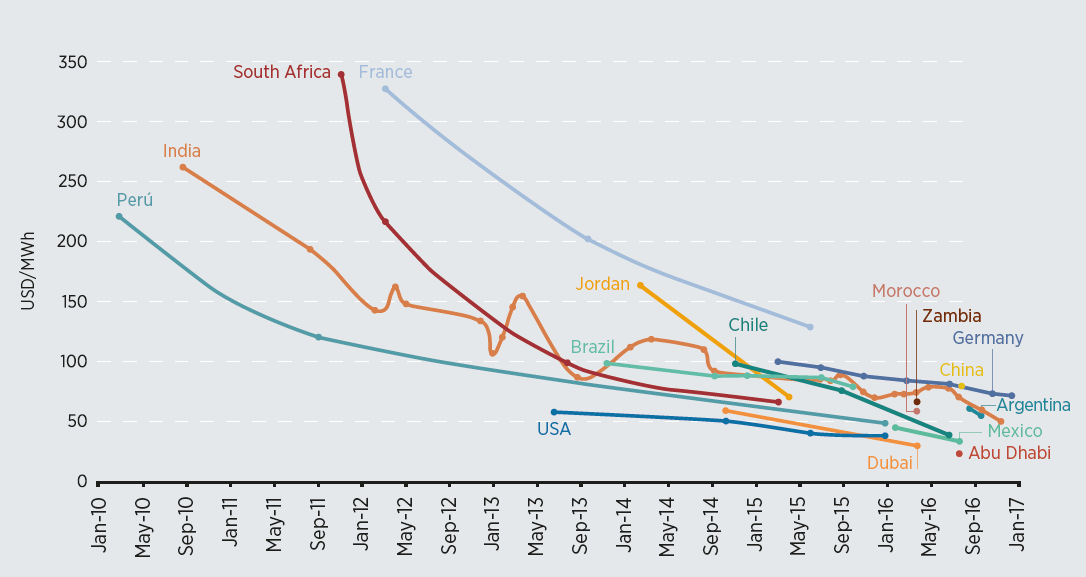 350
South Africa
France
300
India
250
Perú
200
USD/MWh
Jordan
Morocco
150
Zambia
Chile
Germany
Brazil
100
China
Argentina
50
USA
Mexico
Abu Dhabi
Dubai
0
Jan-10
May-10
Sep-10
Jan-11
May-11
Sep-11
Jan-12
May-12
Sep-12
Jan-13
May-13
Sep-13
Jan-14
May-14
Sep-14
Jan-15
May-15
Sep-15
Jan-16
May-16
Sep-16
Jan-17